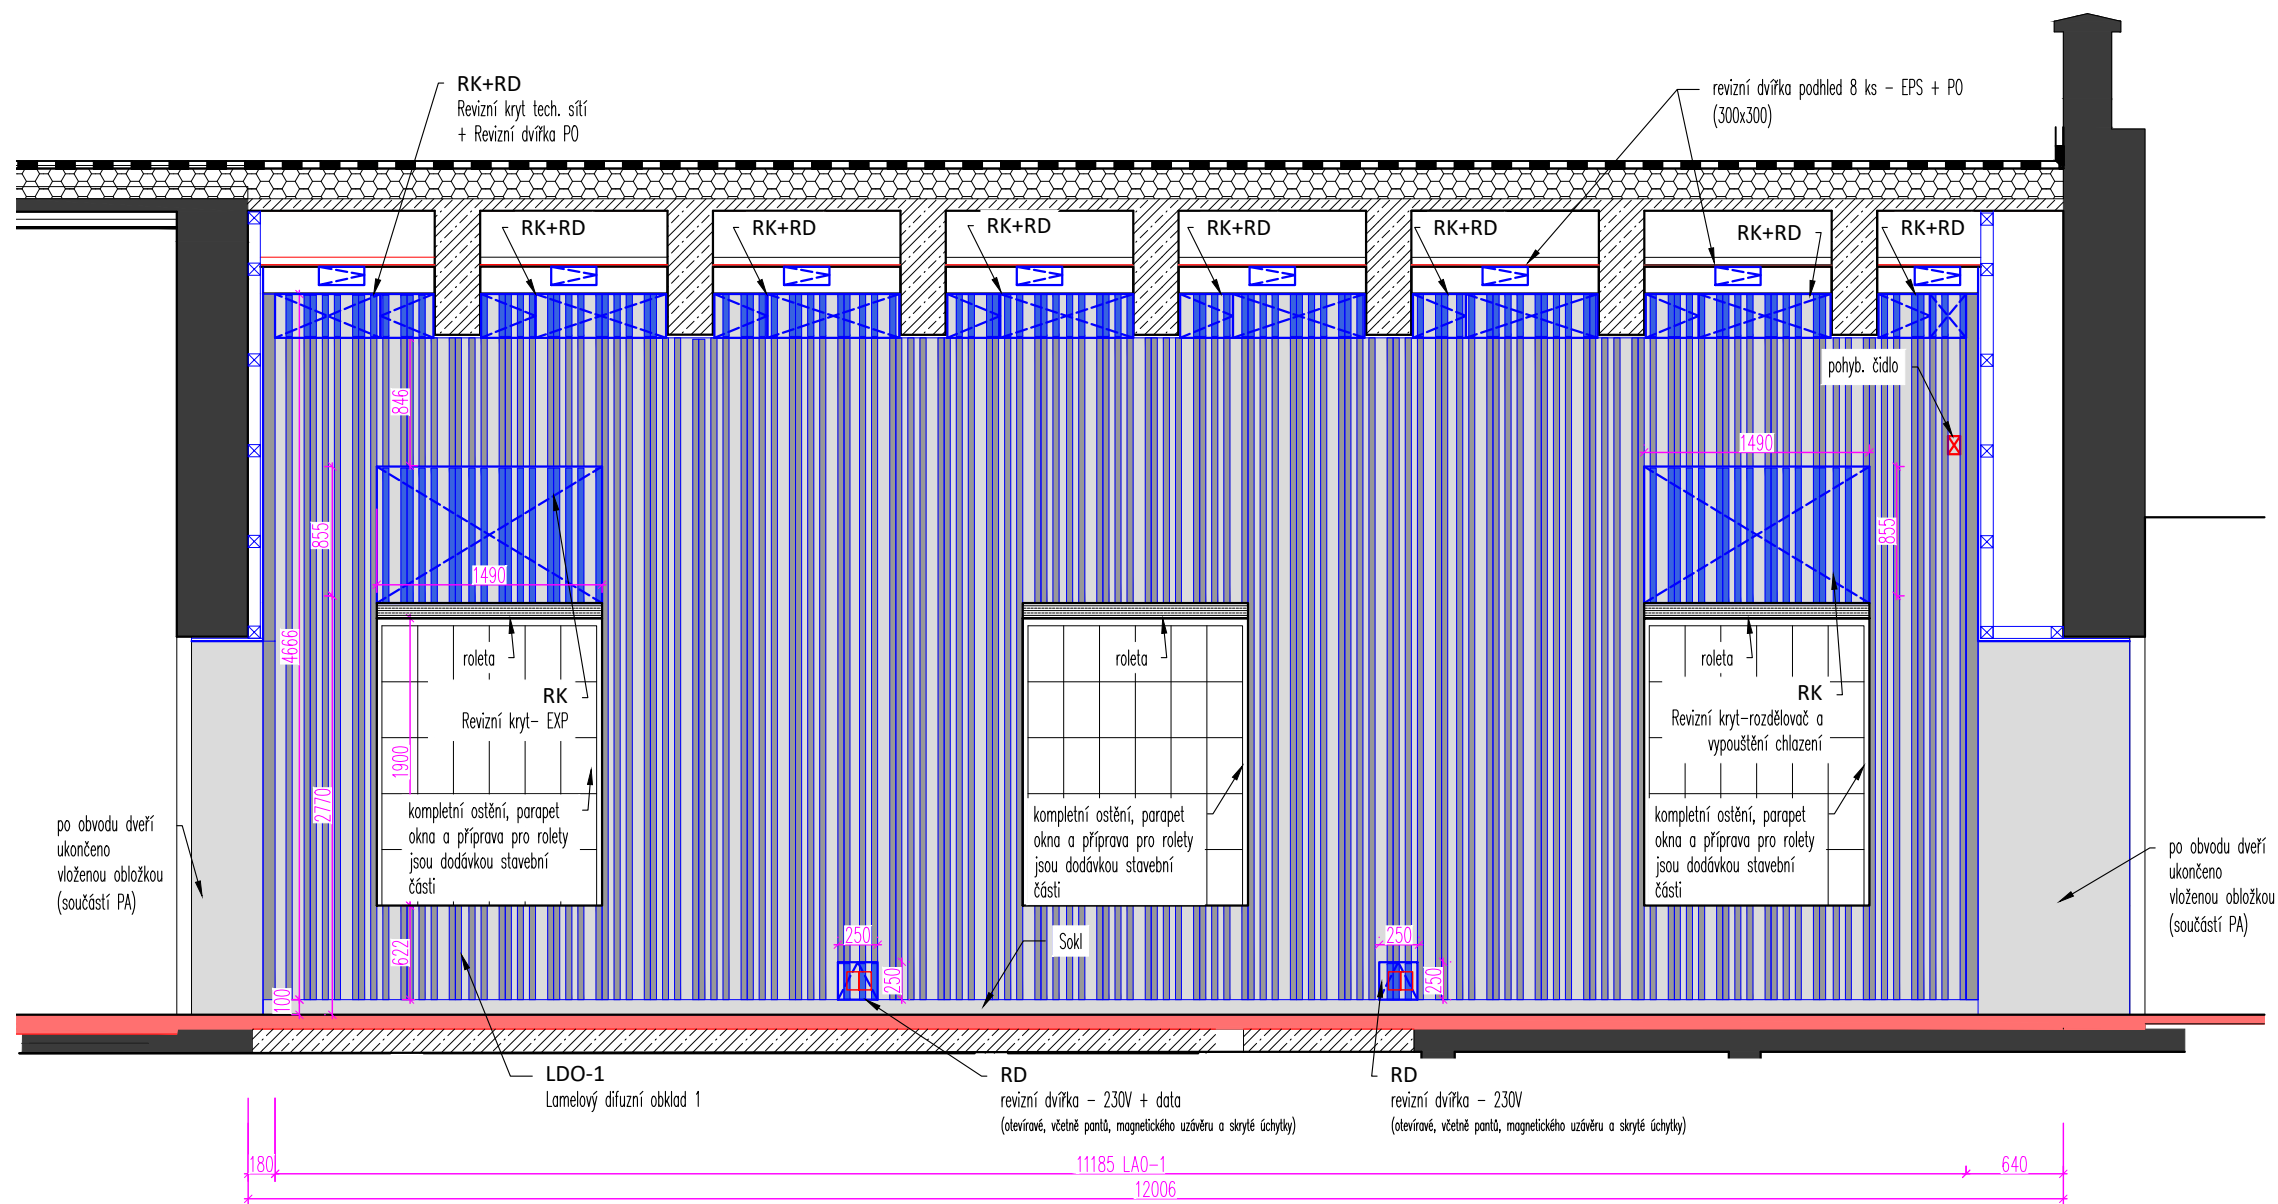 RK+RD
Revizní kryt tech. sítí
+ Revizní dvířka PO
revizní dvířka podhled 8 ks – EPS + PO
(300x300)
RK+RD
RK+RD
RK+RD
RK+RD
RK+RD
RK+RD
RK+RD
pohyb. čidlo
846
1490
855
855
1490
4666
roleta
roleta
roleta
RK
Revizní kryt– EXP
RK
Revizní kryt–rozdělovač a
vypouštění chlazení
1900
2770
kompletní ostění, parapet
okna a příprava pro rolety
jsou dodávkou stavební
části
kompletní ostění, parapet
okna a příprava pro rolety
jsou dodávkou stavební
části
kompletní ostění, parapet
okna a příprava pro rolety
jsou dodávkou stavební
části
po obvodu dveří
ukončeno
vloženou obložkou
(součástí PA)
po obvodu dveří
ukončeno
vloženou obložkou
(součástí PA)
622
250
250
Sokl
250
250
100
LDO-1
Lamelový difuzní obklad 1
RD
revizní dvířka – 230V + data
(otevíravé, včetně pantů, magnetického uzávěru a skryté úchytky)
RD
revizní dvířka – 230V
(otevíravé, včetně pantů, magnetického uzávěru a skryté úchytky)
180
11185 LAO–1
640
12006